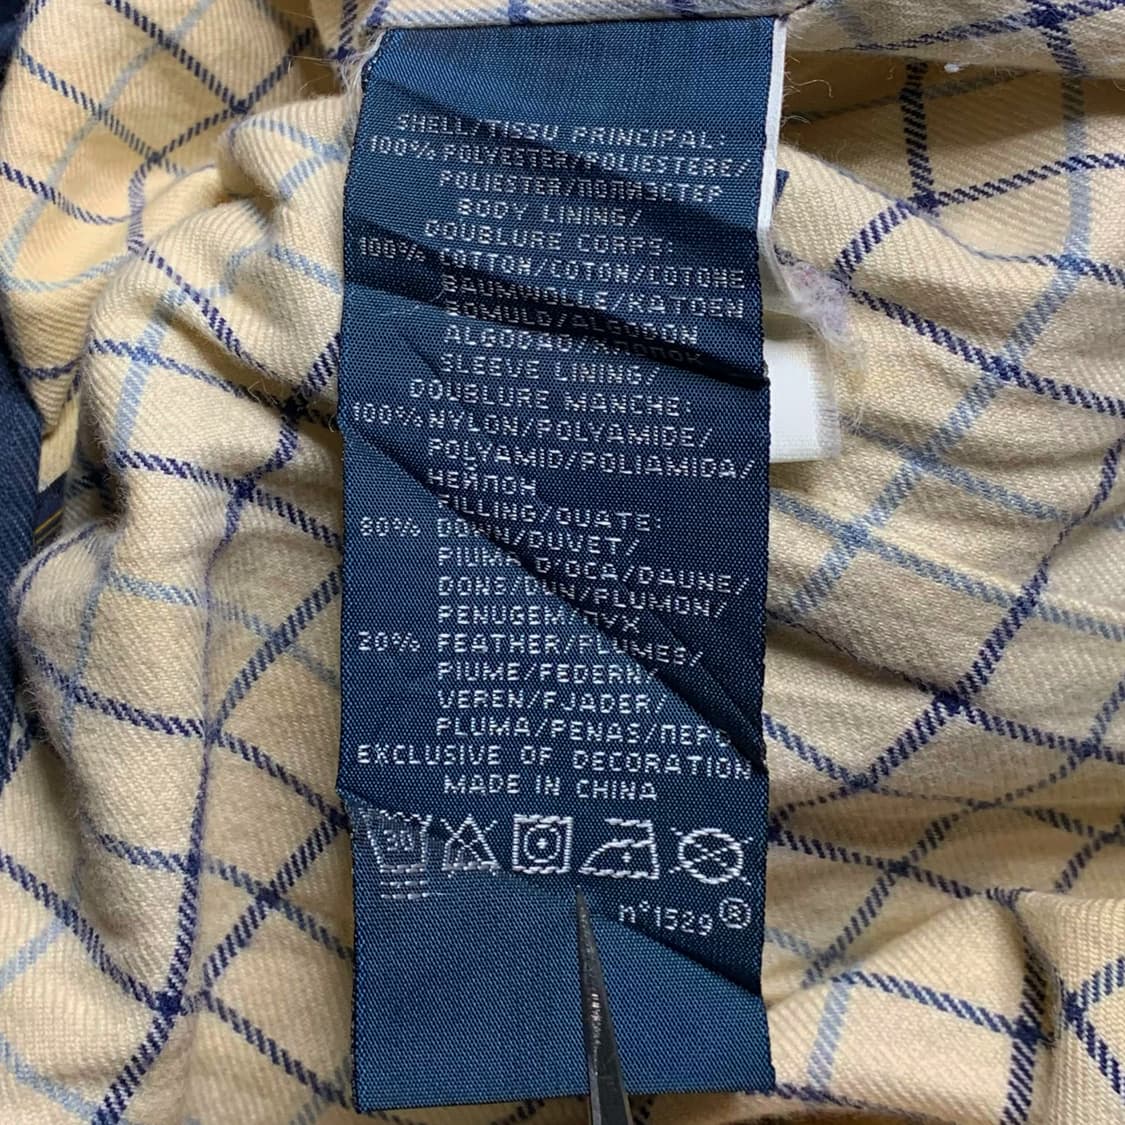 SHELL/TISSU PRINCIPAL:
100% POLYESTER/POLIESTERE/
POLIESTER/ПОЛИЭСТЕР
BODY LINING/
DOUBLURE CORPS:
100% COTTON/COTON/COTONE
BAUMWOLLE/KATOEN
BOMULD/ALGODON
ALGODAO/ХЛОПОК
SLEEVE LINING/
DOUBLURE MANCHE:
100% NYLON/POLYAMIDE/
POLYAMID/POLIAMIDA/
НЕЙЛОН
FILLING/OUATE:
80% DOWN/DUVET/
PIUMA D'OCA/DAUNE/
DONS/DUN/PLUMON/
PENUGEM/ПУХ
20% FEATHER/PLUMES/
PIUME/FEDERN/
VEREN/FJADER/
PLUMA/PENAS/ПЕРО
EXCLUSIVE OF DECORATION
MADE IN CHINA
30
n°1529®